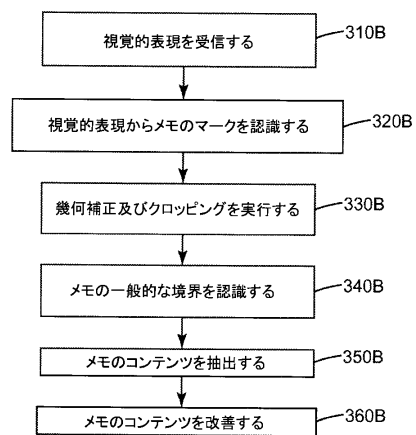 視覚的表現を受信する
310B
視覚的表現からメモのマークを認識する
320B
幾何補正及びクロッピングを実行する
330B
メモの一般的な境界を認識する
340B
メモのコンテンツを抽出する
350B
メモのコンテンツを改善する
360B